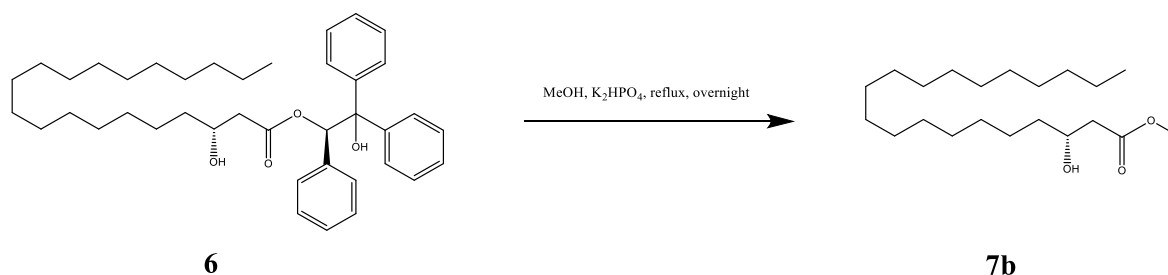 MeOH, K₂HPO₄, reflux, overnight
O
OH
O
OH
O
OH
O
6
7b